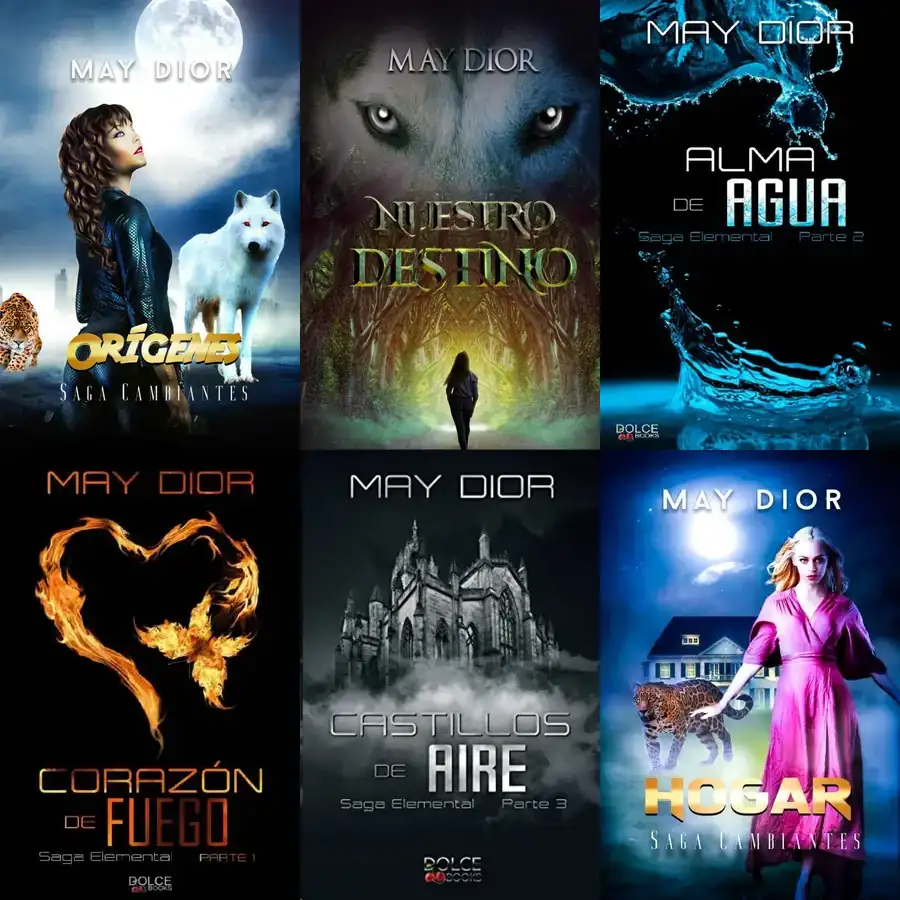 MAY DIOR
ORÍGENES
SAGA CAMBIANTES
MAY DIOR
NUESTRO
DESTINO
MAY DIOR
ALMA
DE AGUA
Saga Elemental Parte 2
DOLCE
BOOKS
MAY DIOR
CORAZÓN
DE FUEGO
Saga Elemental PARTE 1
DOLCE
BOOKS
MAY DIOR
CASTILLOS
DE AIRE
Saga Elemental Parte 3
DOLCE
BOOKS
MAY DIOR
HOGAR
SAGA CAMBIANTES